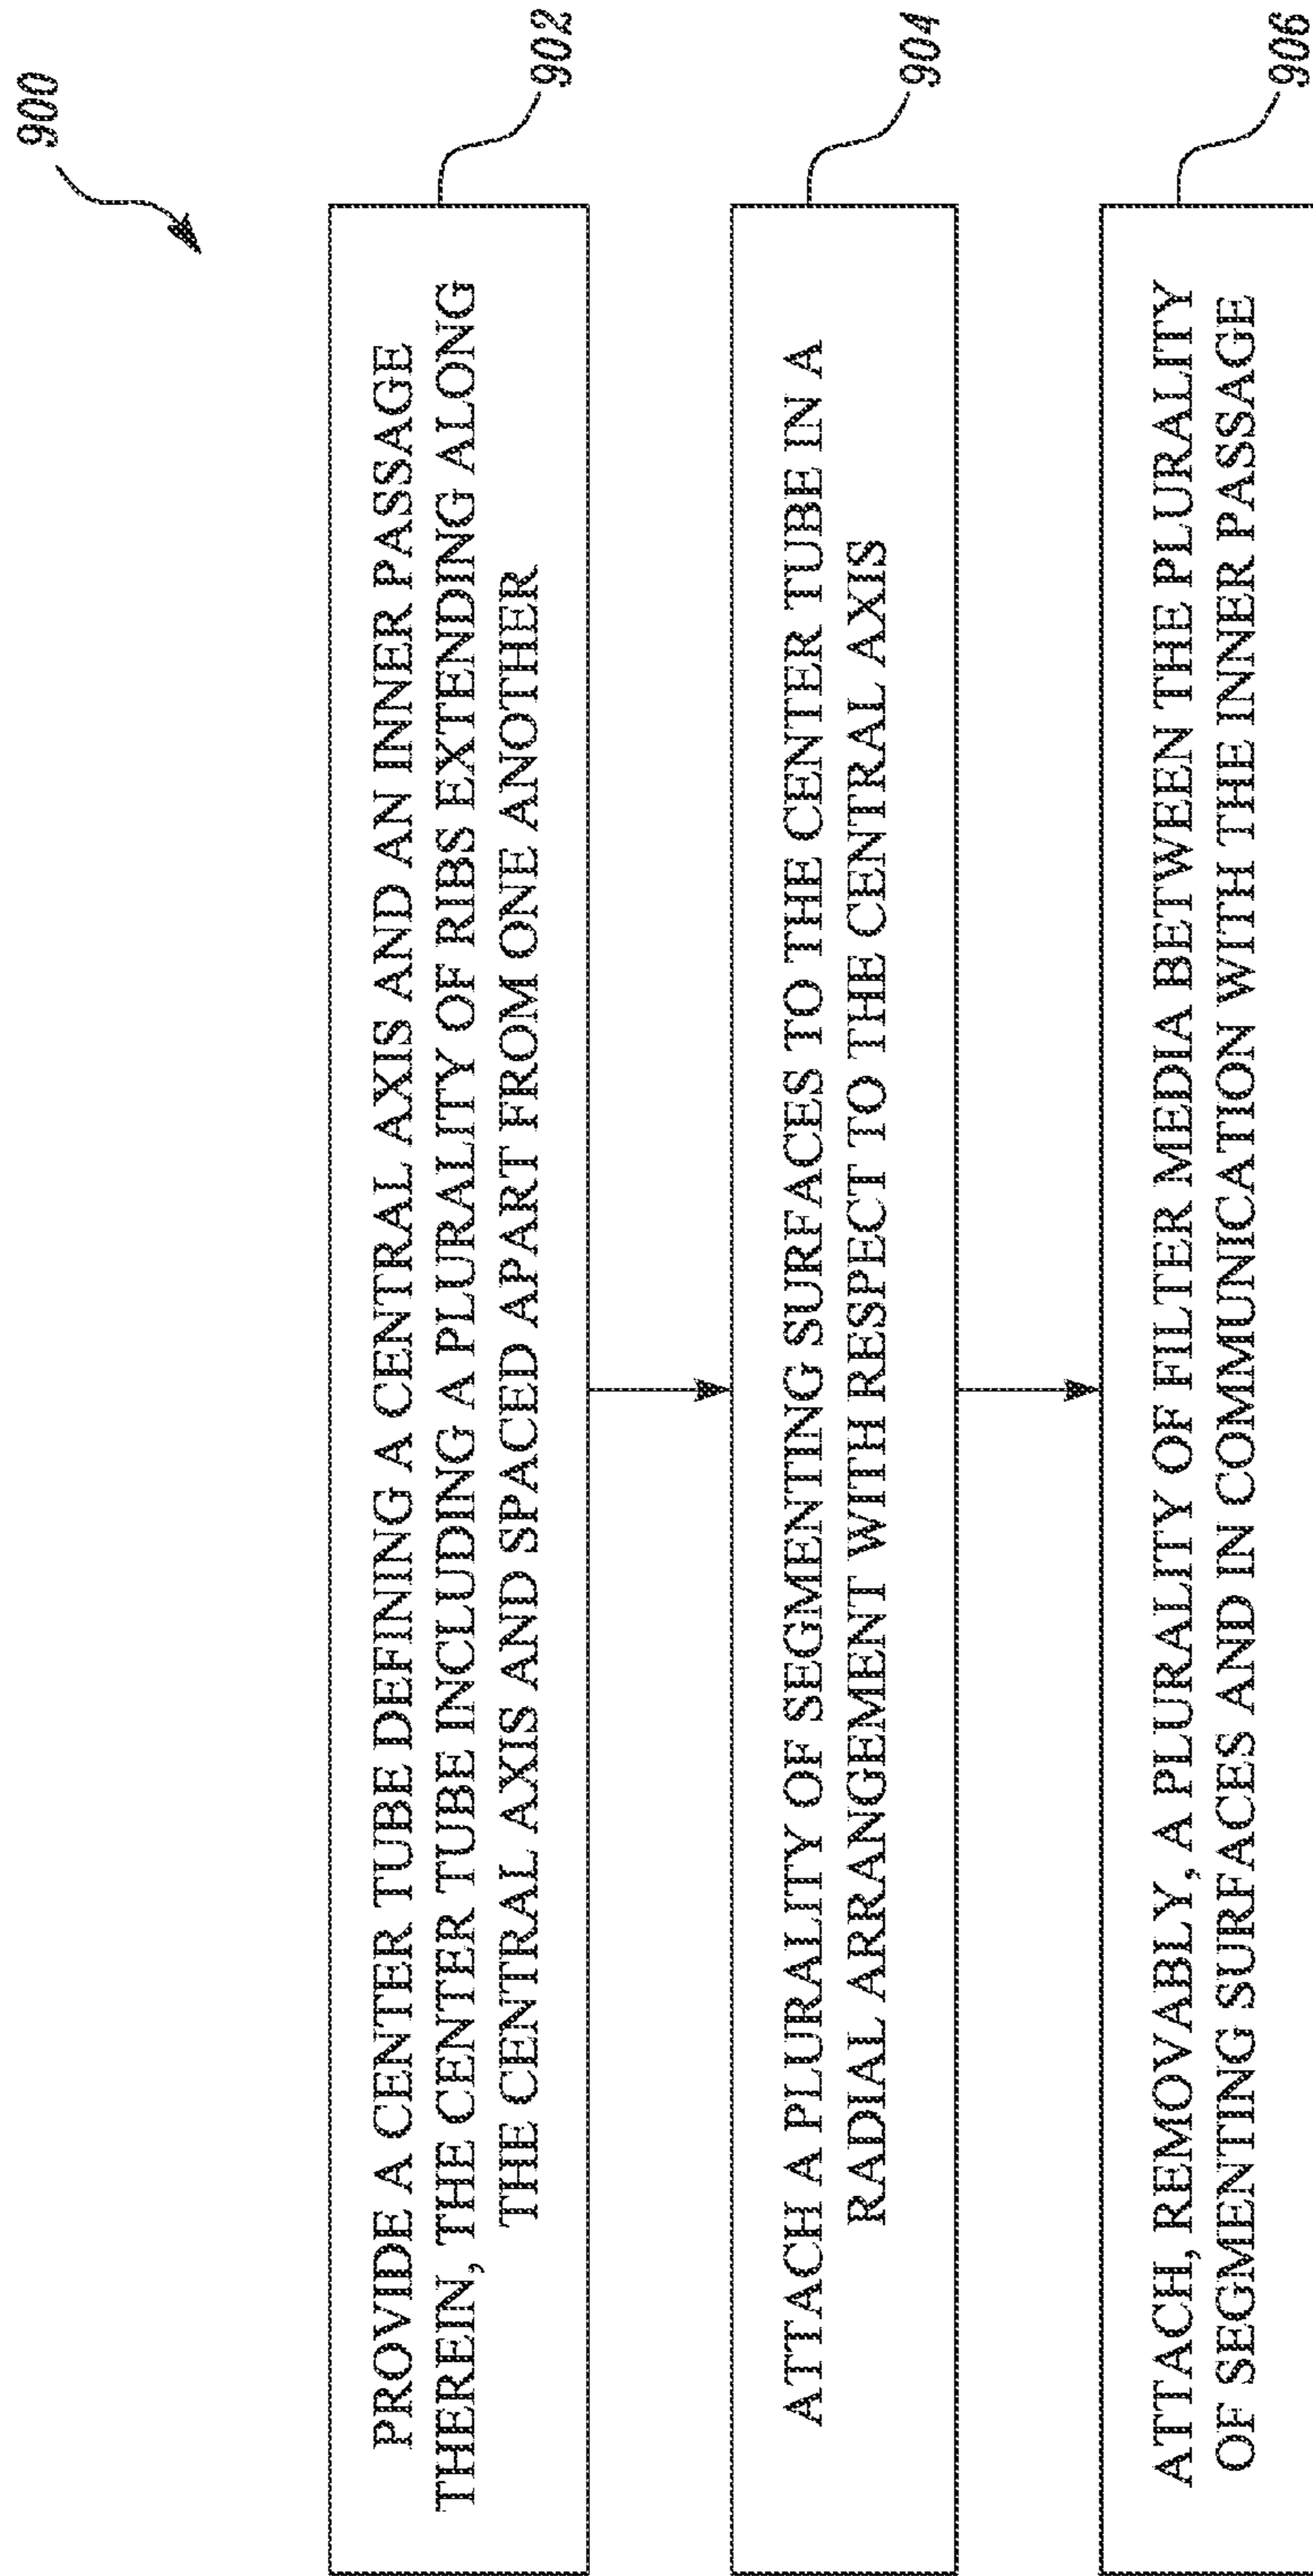 900
PROVIDE A CENTER TUBE DEFINING A CENTRAL AXIS AND AN INNER PASSAGE
THEREIN, THE CENTER TUBE INCLUDING A PLURALITY OF RIBS EXTENDING ALONG
THE CENTRAL AXIS AND SPACED APART FROM ONE ANOTHER
902
ATTACH A PLURALITY OF SEGMENTING SURFACES TO THE CENTER TUBE IN A
RADIAL ARRANGEMENT WITH RESPECT TO THE CENTRAL AXIS
904
ATTACH, REMOVABLY, A PLURALITY OF FILTER MEDIA BETWEEN THE PLURALITY
OF SEGMENTING SURFACES AND IN COMMUNICATION WITH THE INNER PASSAGE
906